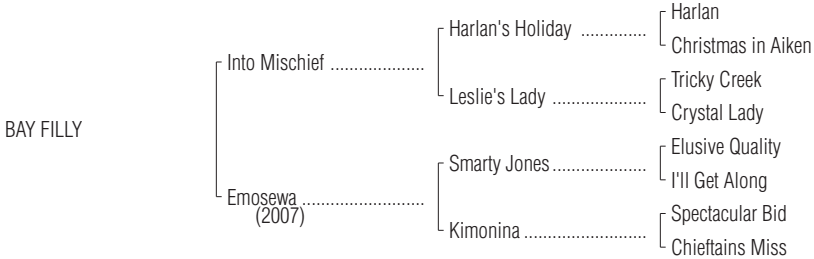 Harlan
Harlan's Holiday ..............
Christmas in Aiken
Into Mischief ....................
Tricky Creek
Leslie's Lady ....................
Crystal Lady
BAY FILLY
Elusive Quality
Smarty Jones....................
I'll Get Along
Emosewa ..........................
(2007)
Spectacular Bid
Kimonina ..........................
Chieftains Miss